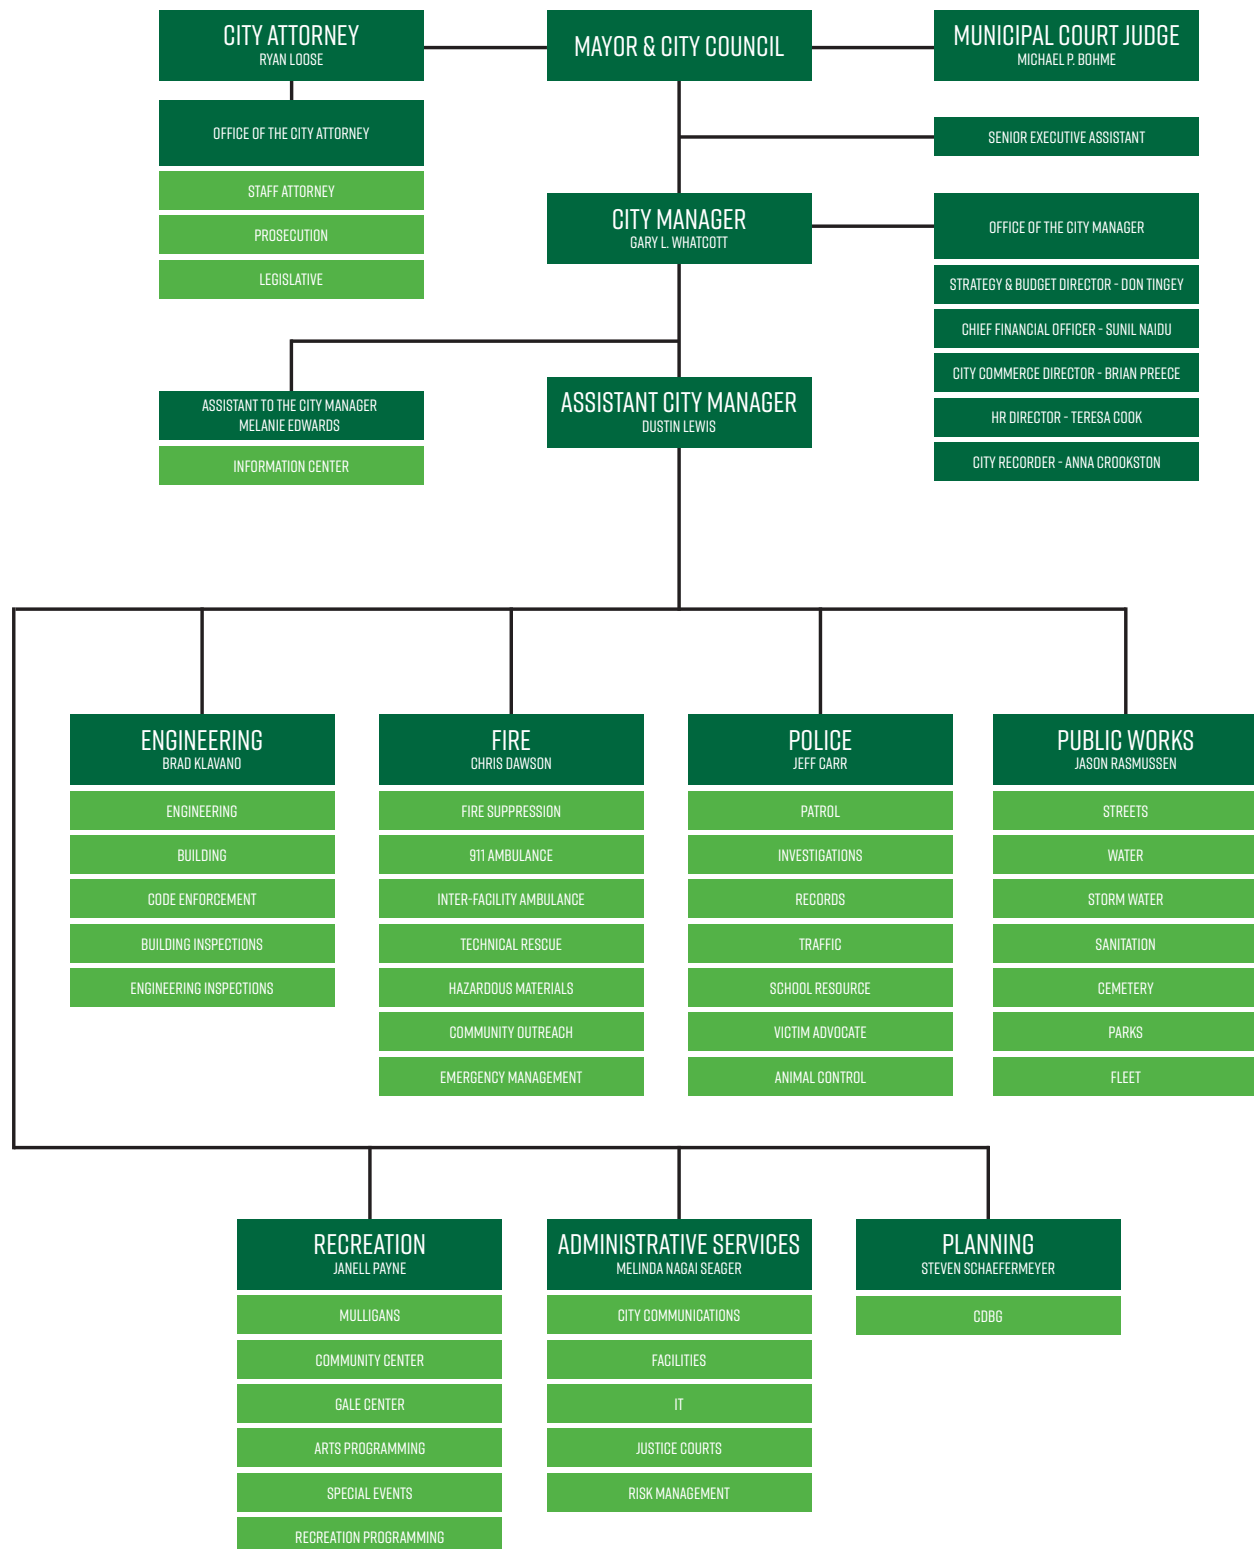 CITY ATTORNEY
RYAN LOOSE
MAYOR & CITY COUNCIL
MUNICIPAL COURT JUDGE
MICHAEL P. BOHME
OFFICE OF THE CITY ATTORNEY
STAFF ATTORNEY
PROSECUTION
LEGISLATIVE
SENIOR EXECUTIVE ASSISTANT
CITY MANAGER
GARY L. WHATCOTT
OFFICE OF THE CITY MANAGER
STRATEGY & BUDGET DIRECTOR - DON TINGEY
CHIEF FINANCIAL OFFICER - SUNIL NAIDU
CITY COMMERCE DIRECTOR - BRIAN PREECE
HR DIRECTOR - TERESA COOK
CITY RECORDER - ANNA CROOKSTON
ASSISTANT TO THE CITY MANAGER
MELANIE EDWARDS
INFORMATION CENTER
ASSISTANT CITY MANAGER
DUSTIN LEWIS
ENGINEERING
BRAD KLAVANO
ENGINEERING
BUILDING
CODE ENFORCEMENT
BUILDING INSPECTIONS
ENGINEERING INSPECTIONS
FIRE
CHRIS DAWSON
FIRE SUPPRESSION
911 AMBULANCE
INTER-FACILITY AMBULANCE
TECHNICAL RESCUE
HAZARDOUS MATERIALS
COMMUNITY OUTREACH
EMERGENCY MANAGEMENT
POLICE
JEFF CARR
PATROL
INVESTIGATIONS
RECORDS
TRAFFIC
SCHOOL RESOURCE
VICTIM ADVOCATE
ANIMAL CONTROL
PUBLIC WORKS
JASON RASMUSSEN
STREETS
WATER
STORM WATER
SANITATION
CEMETERY
PARKS
FLEET
RECREATION
JANELL PAYNE
MULLIGANS
COMMUNITY CENTER
GALE CENTER
ARTS PROGRAMMING
SPECIAL EVENTS
RECREATION PROGRAMMING
ADMINISTRATIVE SERVICES
MELINDA NAGAI SEAGER
CITY COMMUNICATIONS
FACILITIES
IT
JUSTICE COURTS
RISK MANAGEMENT
PLANNING
STEVEN SCHAEFERMEYER
CDBG